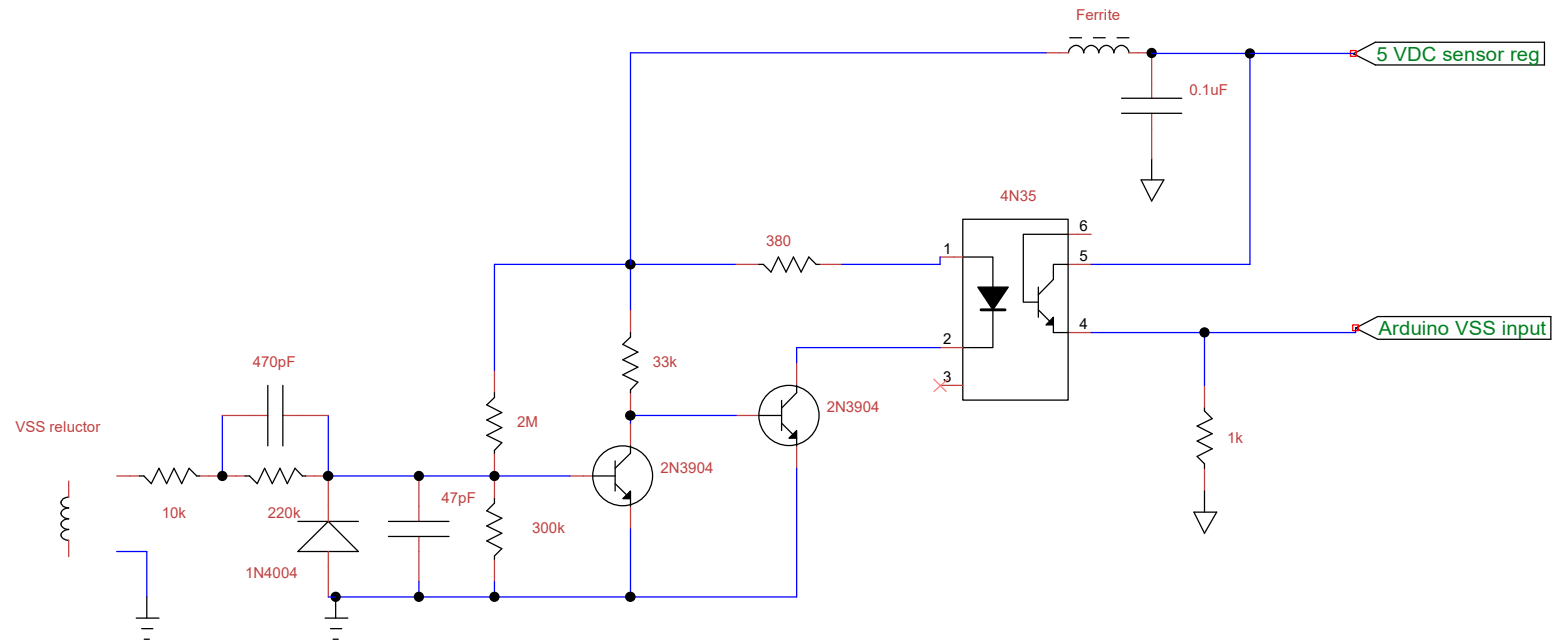 Ferrite
5 VDC sensor reg
0.1uF
4N35
6
380
1
5
4
Arduino VSS input
2
33k
470pF
3
2N3904
VSS reluctor
2M
1k
2N3904
47pF
10k
220k
300k
1N4004